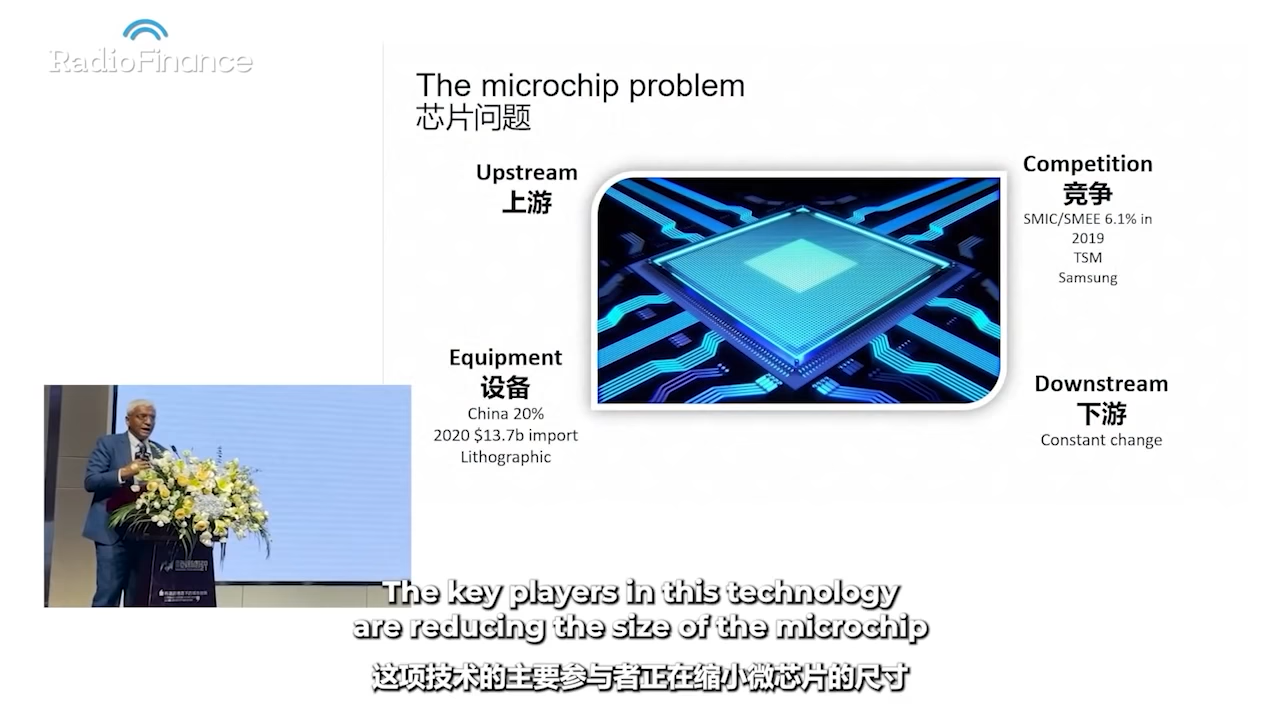 RadioFinance
The microchip problem
芯片问题
Upstream
上游
Competition
竞争
SMIC/SMEE 6.1% in
2019
TSM
Samsung
Equipment
设备
China 20%
2020 $13.7b import
Lithographic
Downstream
下游
Constant change
The key players in this technology
are reducing the size of the microchip
这项技术的主要参与者正在缩小微芯片的尺寸